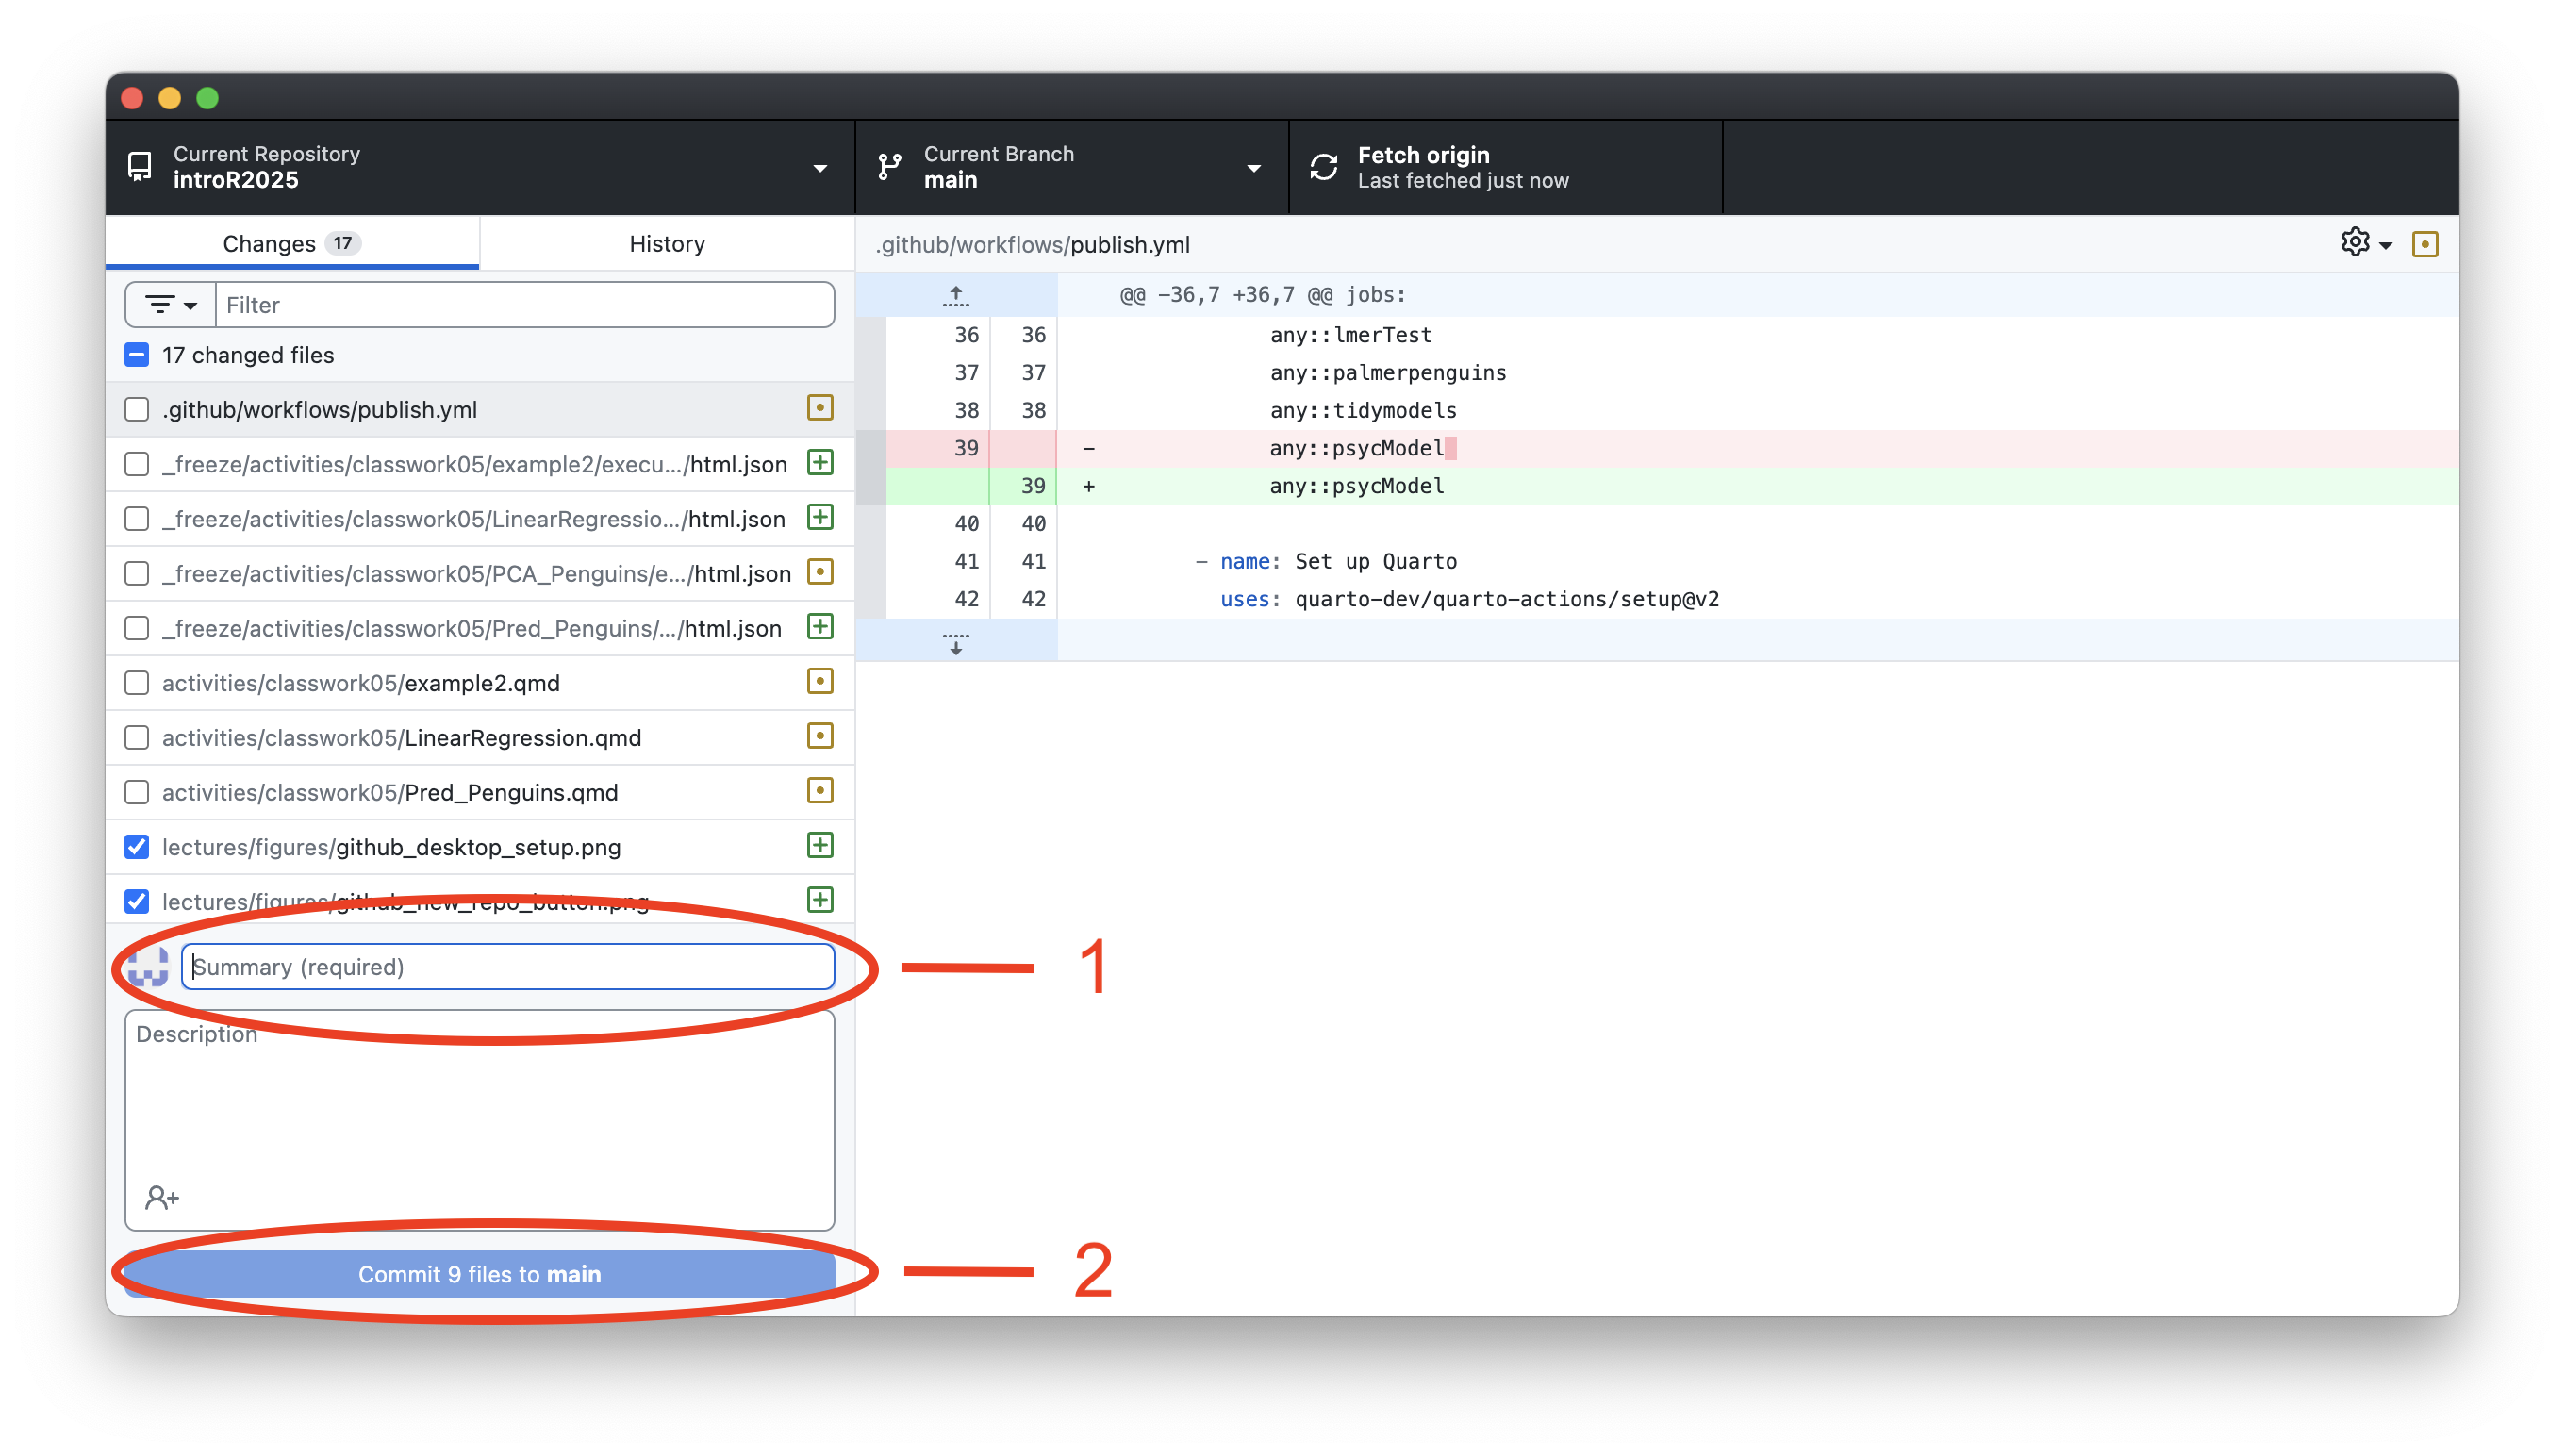 Current Repository
introR2025
Current Branch
main
Fetch origin
Last fetched just now
Changes 17
History
Filter
17 changed files
.github/workflows/publish.yml
_freeze/activities/classwork05/example2/execu.../html.json
_freeze/activities/classwork05/LinearRegressio.../html.json
_freeze/activities/classwork05/PCA_Penguins/e.../html.json
_freeze/activities/classwork05/Pred_Penguins/.../html.json
activities/classwork05/example2.qmd
activities/classwork05/LinearRegression.qmd
activities/classwork05/Pred_Penguins.qmd
lectures/figures/github_desktop_setup.png
lectures/figures/github_new_repo_button.png
Summary (required)
1
Description
Commit 9 files to main
2
.github/workflows/publish.yml
@@ -36,7 +36,7 @@ jobs:
36 36 any::lmerTest
37 37 any::palmerpenguins
38 38 any::tidymodels
39 - any::psycModel
39 + any::psycModel
40 40
41 41 - name: Set up Quarto
42 42 uses: quarto-dev/quarto-actions/setup@v2